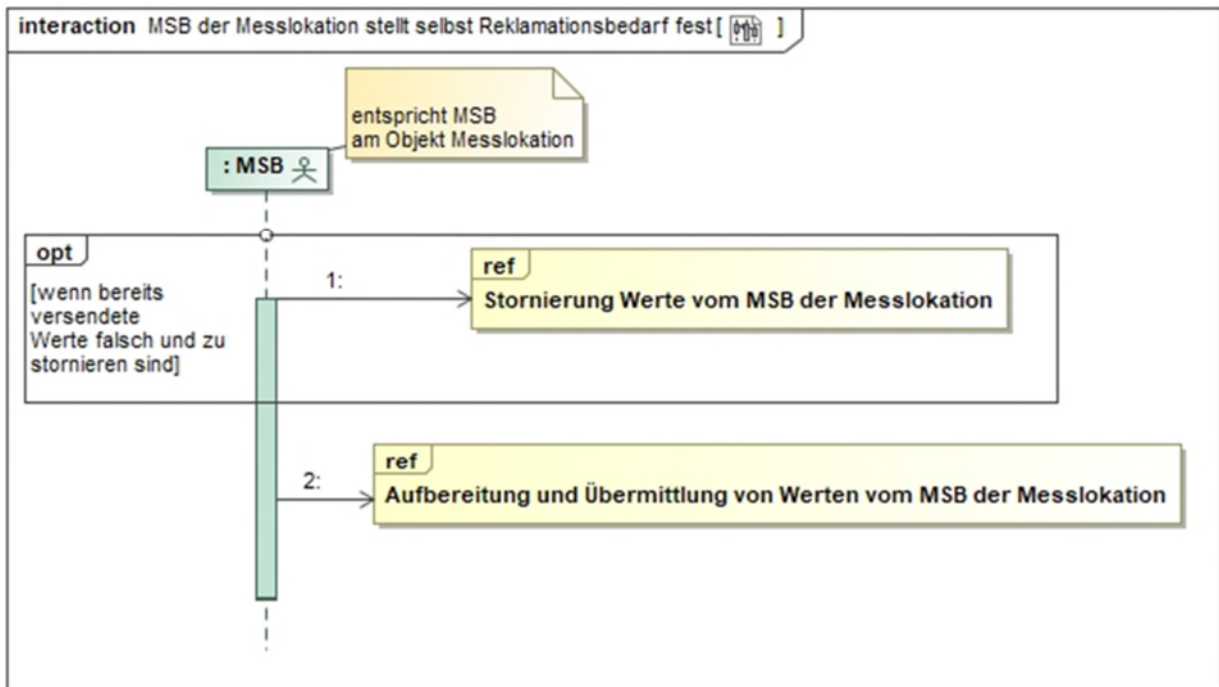 interaction MSB der Messlokation stellt selbst Reklamationsbedarf fest [ ]
entspricht MSB
am Objekt Messlokation
: MSB
opt
[wenn bereits
versendete
Werte falsch und zu
stornieren sind]
1:
ref
Stornierung Werte vom MSB der Messlokation
2:
ref
Aufbereitung und Übermittlung von Werten vom MSB der Messlokation